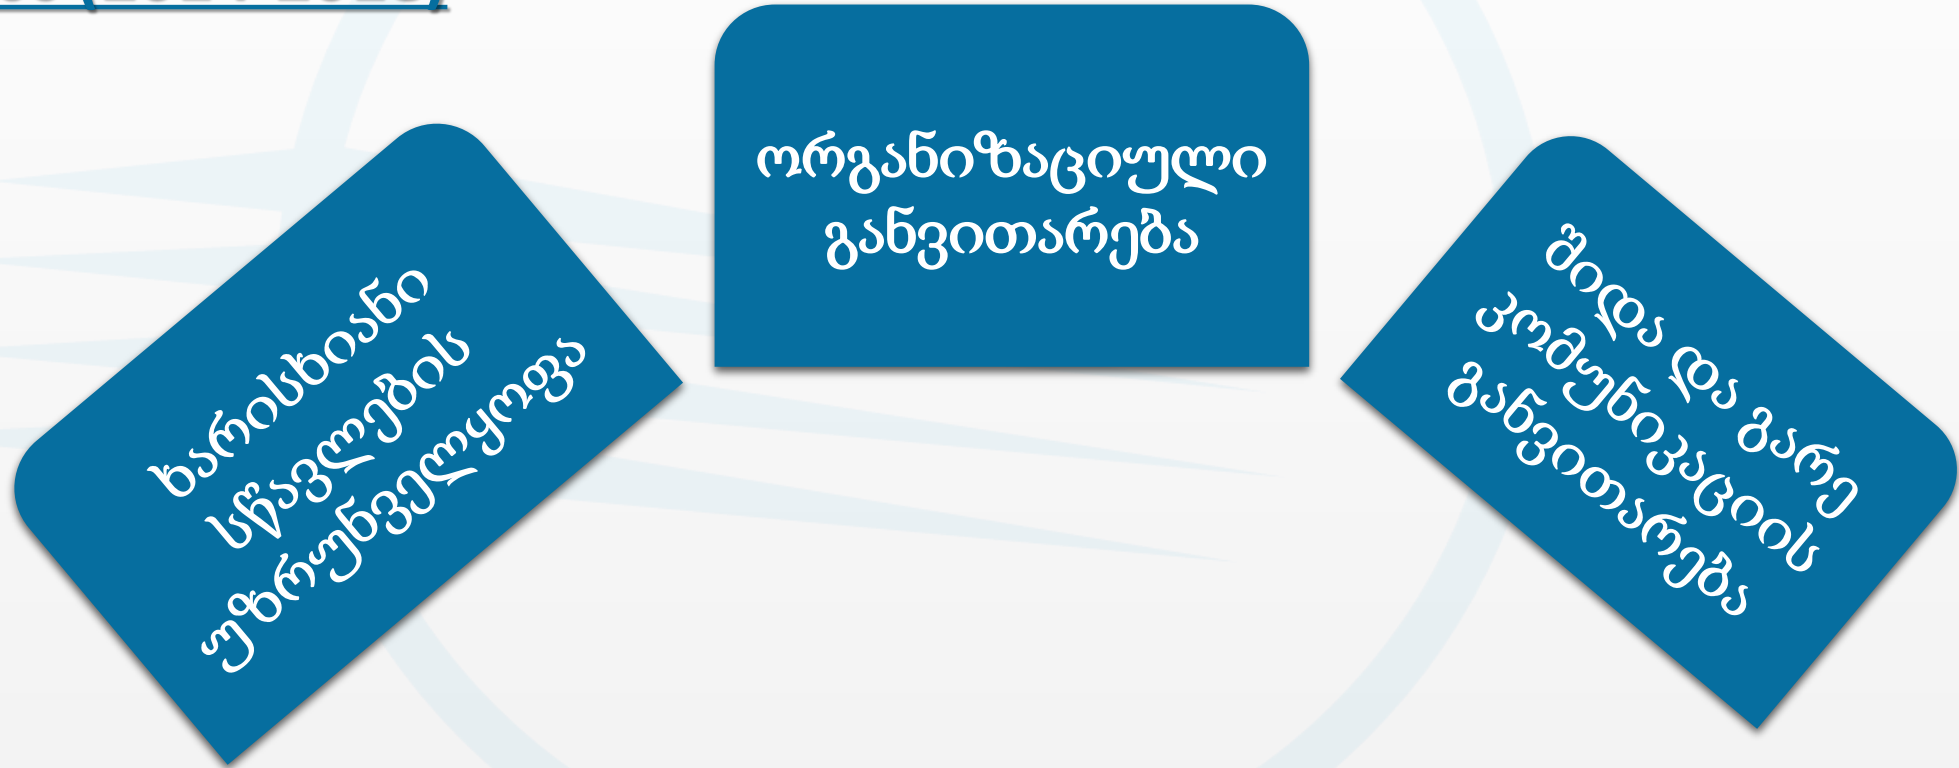 ხარისხიანი
სწავლების
უზრუნველყოფა
ორგანიზაციული
განვითარება
შიდა და გარე
კომუნიკაციის
განვითარება